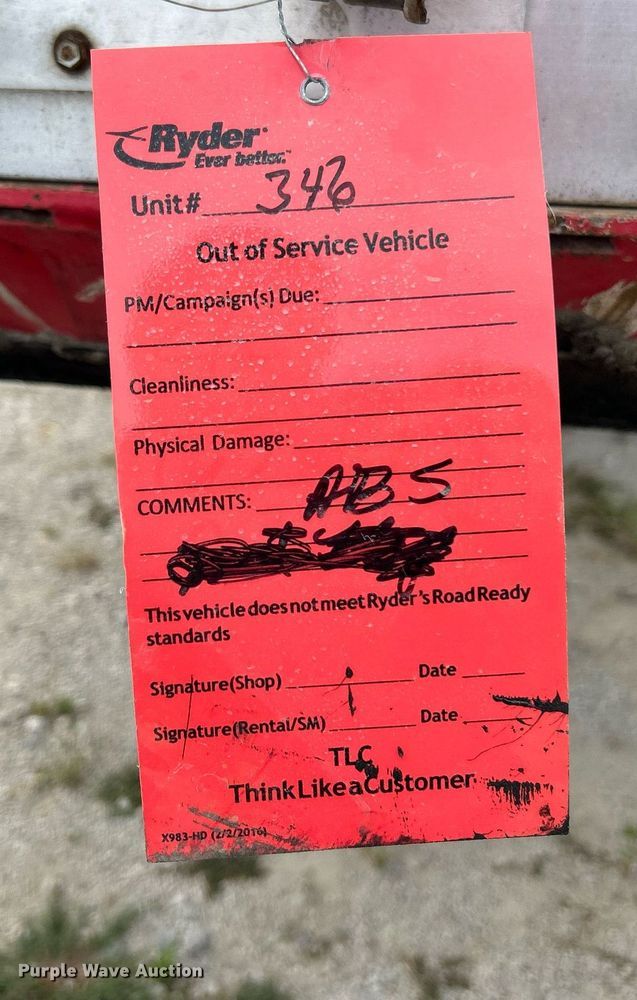 Ryder
Ever better.™
Unit# 346
Out of Service Vehicle
PM/Campaign(s) Due:
Cleanliness:
Physical Damage:
COMMENTS: ABS
This vehicle does not meet Ryder's Road Ready
standards
Signature(Shop) Date
Signature(Rental/SM) Date
TLC
Think Like a Customer
X983-HD (2/2/2016)
Purple Wave Auction